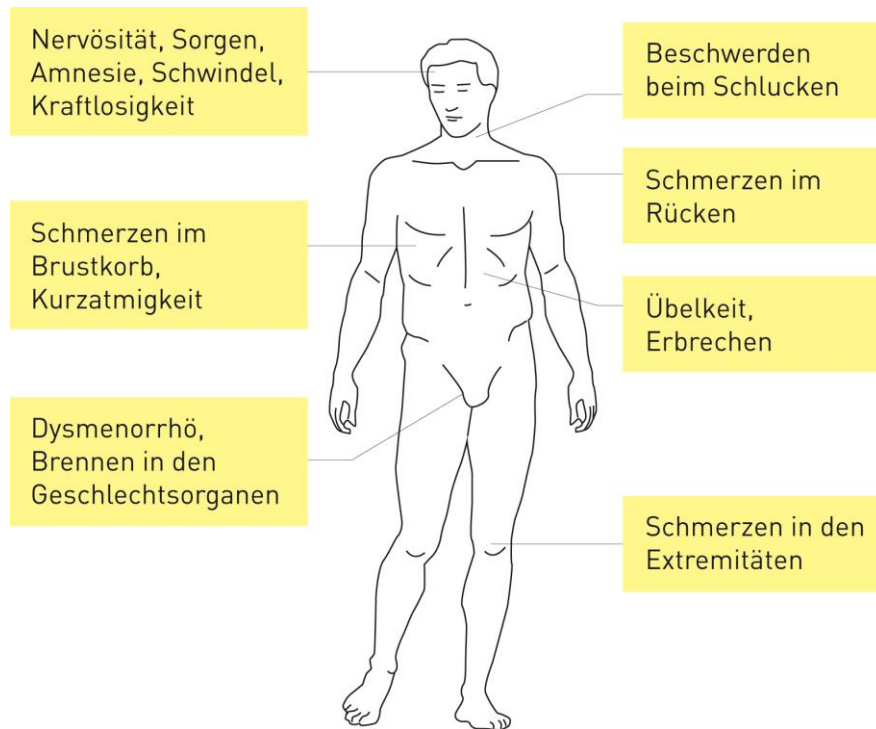 Nervösität, Sorgen,
Amnesie, Schwindel,
Kraftlosigkeit
Beschwerden
beim Schlucken
Schmerzen im
Rücken
Schmerzen im
Brustkorb,
Kurzatmigkeit
Übelkeit,
Erbrechen
Dysmenorrhö,
Brennen in den
Geschlechtsorganen
Schmerzen in den
Extremitäten